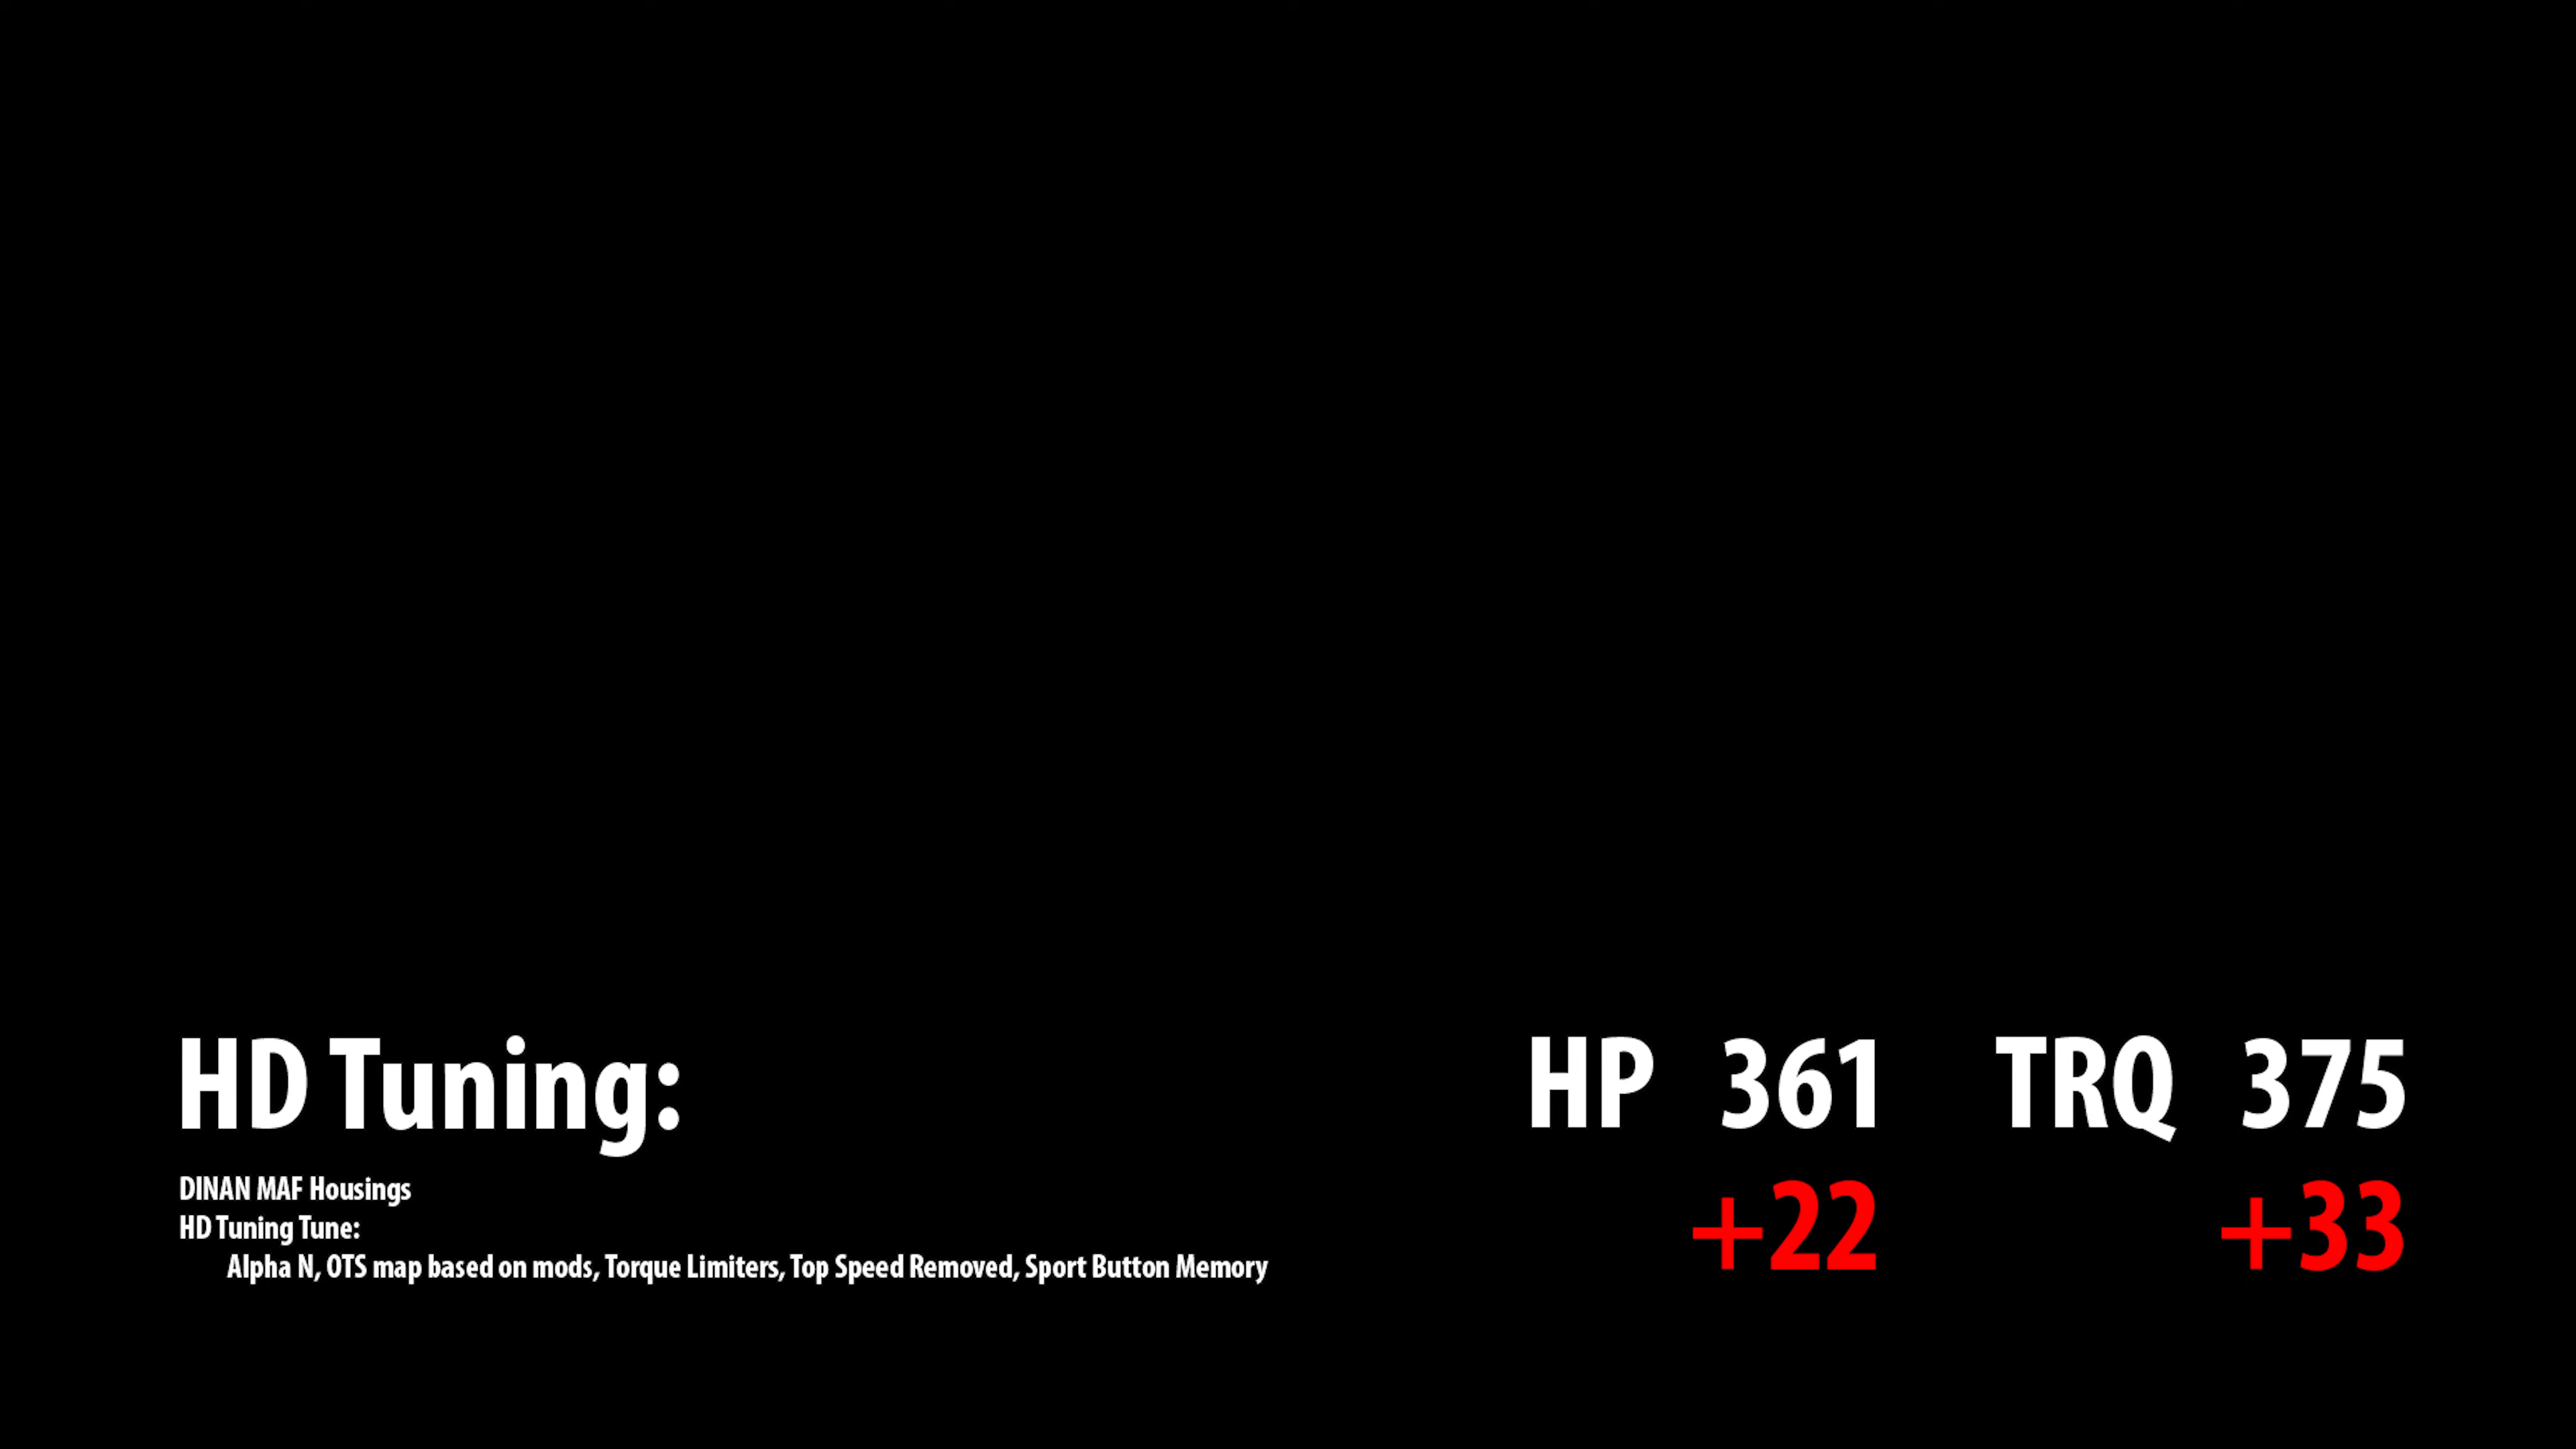 HD Tuning: HP 361 TRQ 375
+22 +33
DINAN MAF Housings
HD Tuning Tune:
Alpha N, OTS map based on mods, Torque Limiters, Top Speed Removed, Sport Button Memory